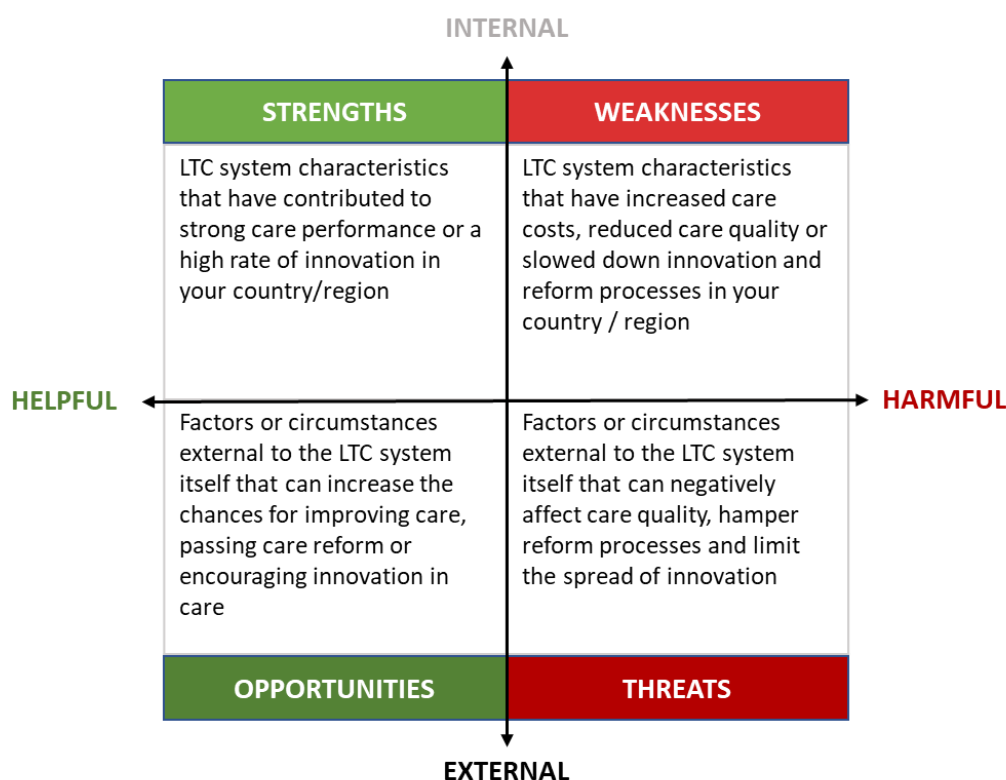 INTERNAL
STRENGTHS
WEAKNESSES
LTC system characteristics
that have contributed to
strong care performance or a
high rate of innovation in
your country/region
LTC system characteristics
that have increased care
costs, reduced care quality or
slowed down innovation and
reform processes in your
country / region
HELPFUL
HARMFUL
Factors or circumstances
external to the LTC system
itself that can increase the
chances for improving care,
passing care reform or
encouraging innovation in
care
Factors or circumstances
external to the LTC system
itself that can negatively
affect care quality, hamper
reform processes and limit
the spread of innovation
OPPORTUNITIES
THREATS
EXTERNAL